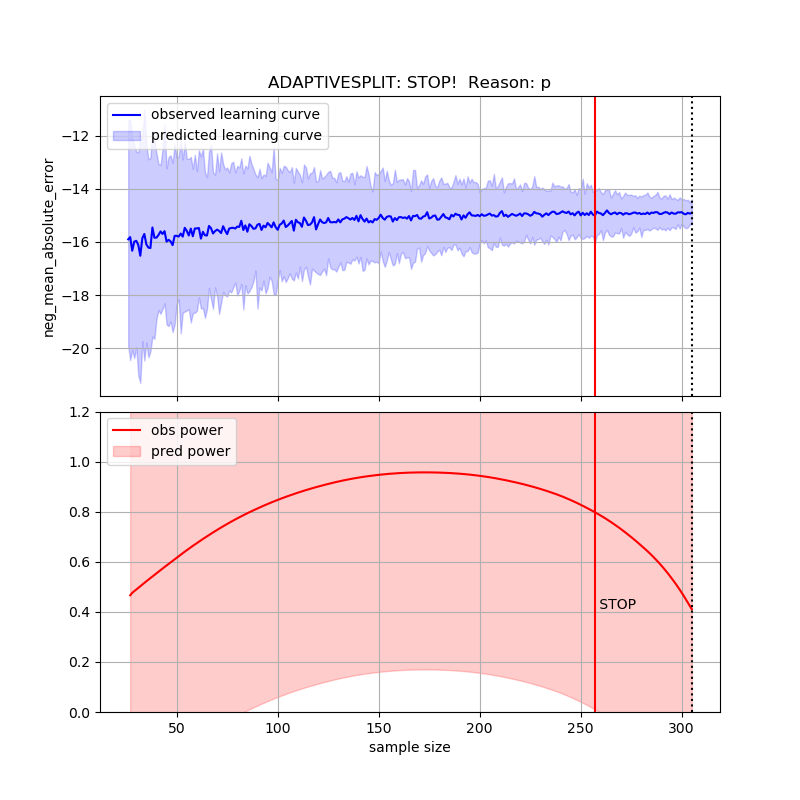 ADAPTIVESPLIT: STOP!  Reason: p
observed learning curve
predicted learning curve
neg_mean_absolute_error
−12
−14
−16
−18
−20
obs power
pred power
1.2
1.0
0.8
0.6
0.4
0.2
0.0
STOP
50
100
150
200
250
300
sample size